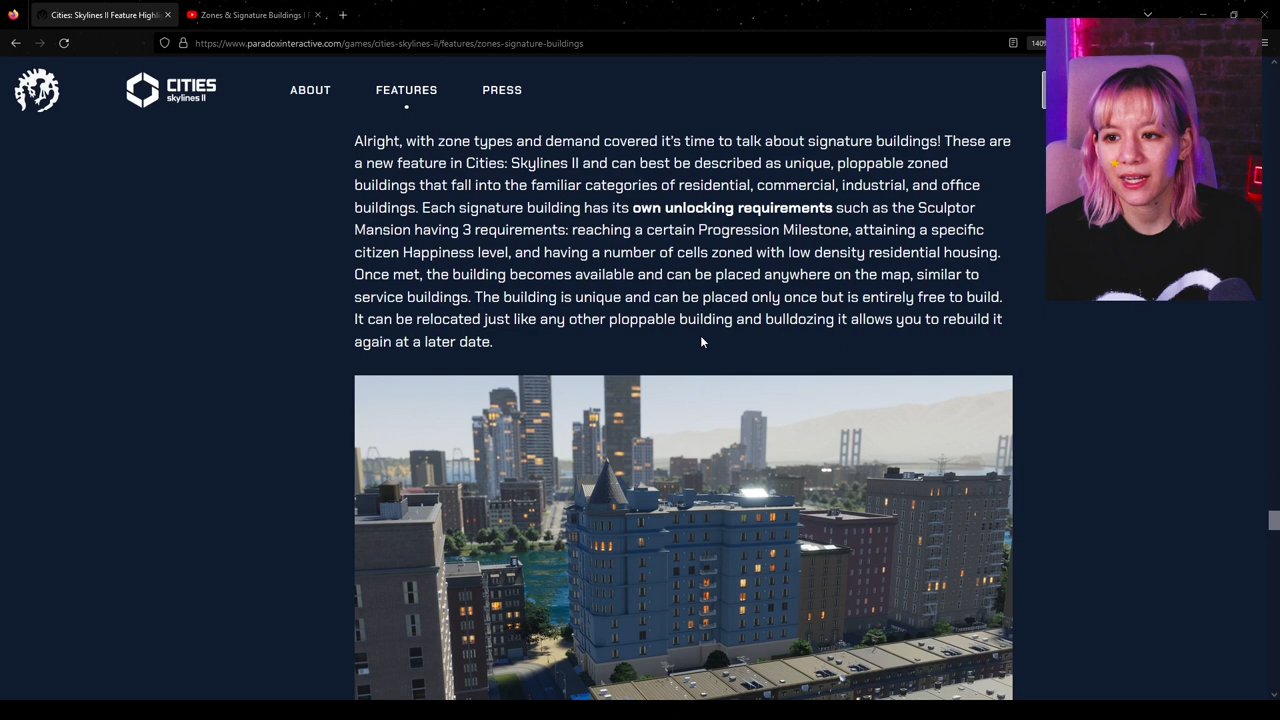 Cities: Skylines II Feature Highli
Zones & Signature Buildings | F
https://www.paradoxinteractive.com/games/cities-skylines-ii/features/zones-signature-buildings
140%
CITIES
skylines II
ABOUT
FEATURES
PRESS
Alright, with zone types and demand covered it's time to talk about signature buildings! These are
a new feature in Cities: Skylines II and can best be described as unique, ploppable zoned
buildings that fall into the familiar categories of residential, commercial, industrial, and office
buildings. Each signature building has its own unlocking requirements such as the Sculptor
Mansion having 3 requirements: reaching a certain Progression Milestone, attaining a specific
citizen Happiness level, and having a number of cells zoned with low density residential housing.
Once met, the building becomes available and can be placed anywhere on the map, similar to
service buildings. The building is unique and can be placed only once but is entirely free to build.
It can be relocated just like any other ploppable building and bulldozing it allows you to rebuild it
again at a later date.